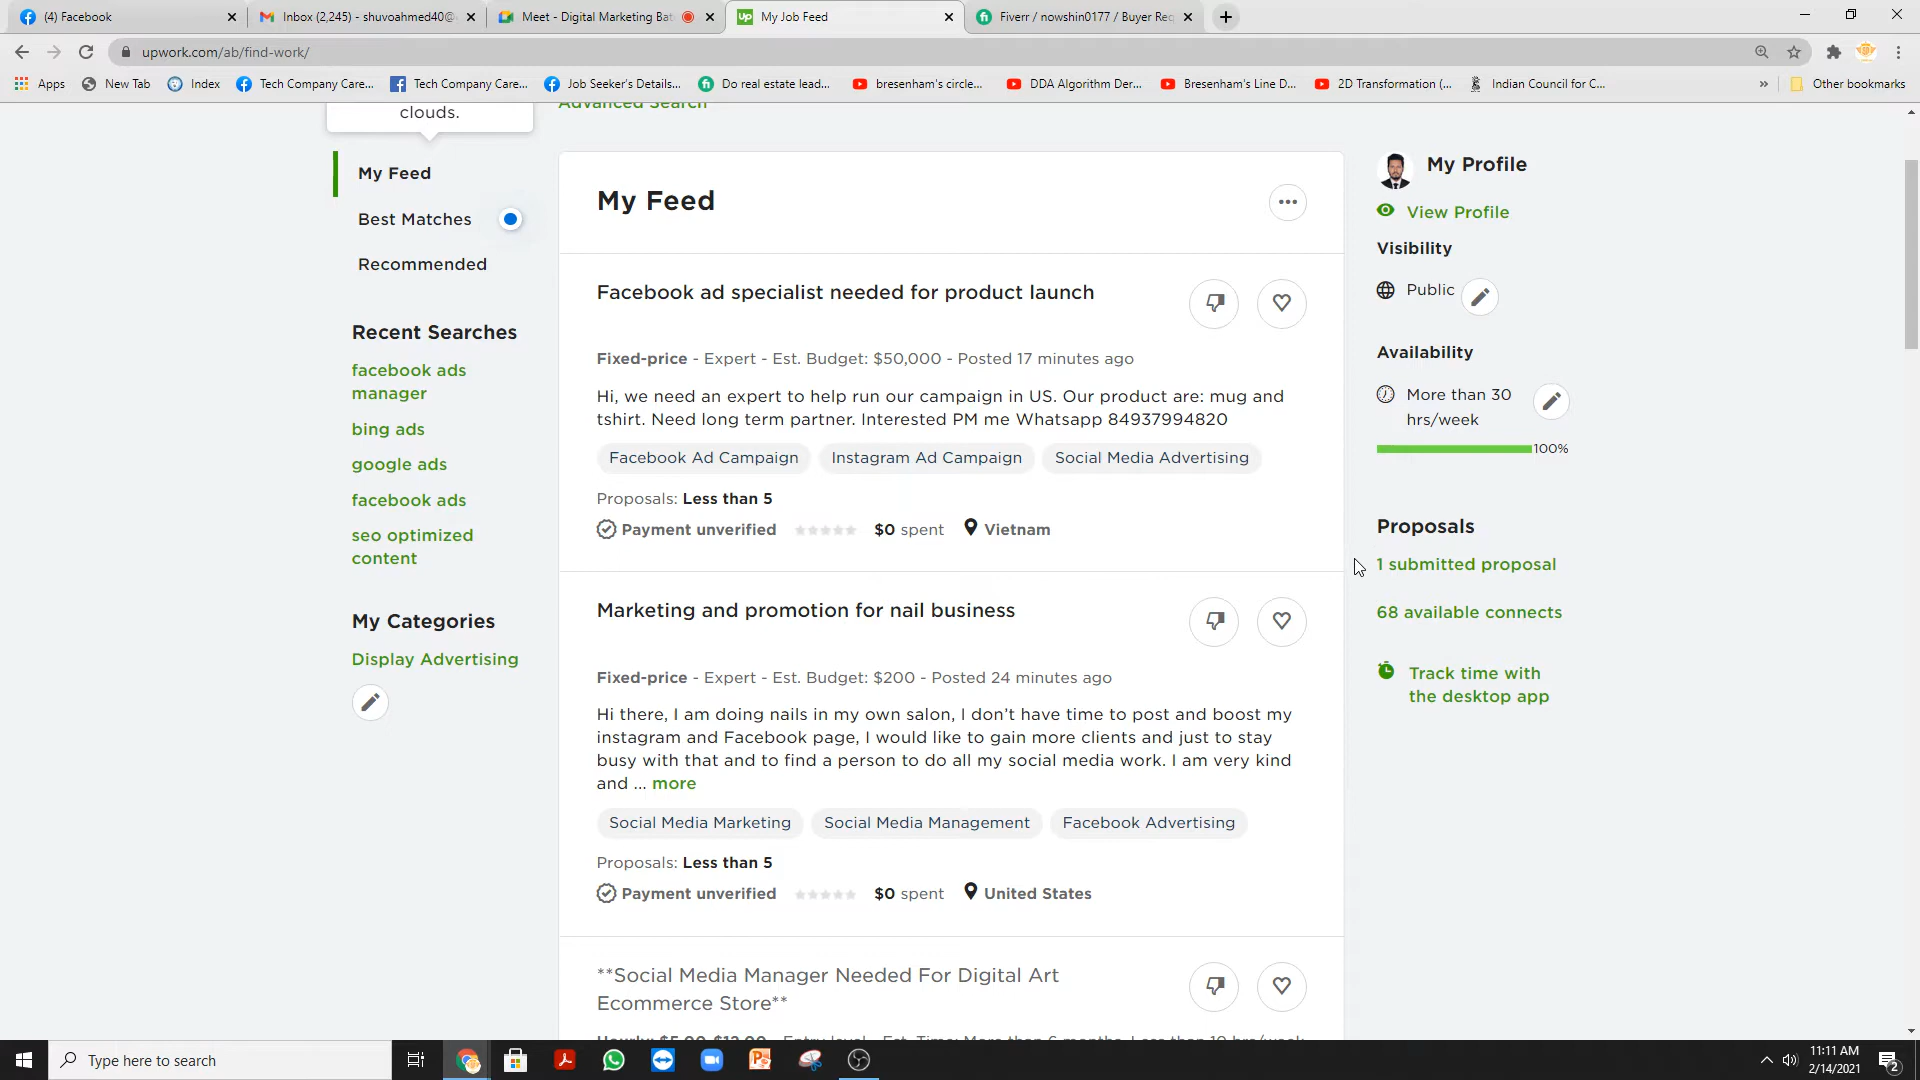 (4) Facebook
Inbox (2,245) - shuvoahmed40@
Meet - Digital Marketing Bat
My Job Feed
Fiverr / nowshin0177 / Buyer Req
upwork.com/ab/find-work/
Apps
New Tab
Index
Tech Company Care...
Tech Company Care...
Job Seeker's Details...
Do real estate lead...
bresenham's circle...
DDA Algorithm Der...
Bresenham's Line D...
2D Transformation (...
Indian Council for C...
»
Other bookmarks
clouds.
My Feed
Best Matches
Recommended
Recent Searches
facebook ads
manager
bing ads
google ads
facebook ads
seo optimized
content
My Categories
Display Advertising
Advanced Search
My Feed
Facebook ad specialist needed for product launch
Fixed-price - Expert - Est. Budget: $50,000 - Posted 17 minutes ago
Hi, we need an expert to help run our campaign in US. Our product are: mug and
tshirt. Need long term partner. Interested PM me Whatsapp 84937994820
Facebook Ad Campaign
Instagram Ad Campaign
Social Media Advertising
Proposals: Less than 5
Payment unverified $0 spent Vietnam
Marketing and promotion for nail business
Fixed-price - Expert - Est. Budget: $200 - Posted 24 minutes ago
Hi there, I am doing nails in my own salon, I don't have time to post and boost my
instagram and Facebook page, I would like to gain more clients and just to stay
busy with that and to find a person to do all my social media work. I am very kind
and ... more
Social Media Marketing
Social Media Management
Facebook Advertising
Proposals: Less than 5
Payment unverified $0 spent United States
**Social Media Manager Needed For Digital Art
Ecommerce Store**
My Profile
View Profile
Visibility
Public
Availability
More than 30
hrs/week
100%
Proposals
1 submitted proposal
68 available connects
Track time with
the desktop app
Type here to search
11:11 AM
2/14/2021
2